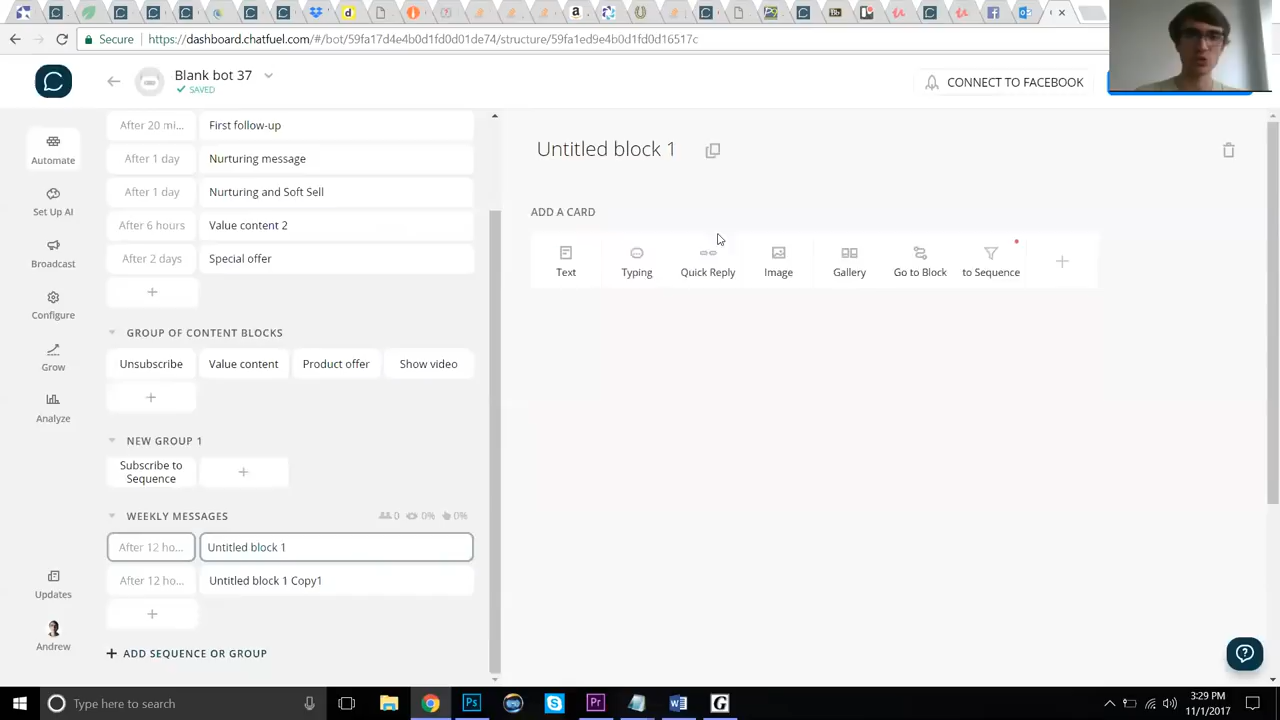 Secure
https://dashboard.chatfuel.com/#/bot/59fa17d4e4b0d1fd0d01de74/structure/59fa1ed9e4b0d1fd0d16517c
Blank bot 37
SAVED
CONNECT TO FACEBOOK
Automate
Set Up AI
Broadcast
Configure
Grow
Analyze
Updates
Andrew
After 20 mi... First follow-up
After 1 day Nurturing message
After 1 day Nurturing and Soft Sell
After 6 hours Value content 2
After 2 days Special offer
+
GROUP OF CONTENT BLOCKS
Unsubscribe Value content Product offer Show video
+
NEW GROUP 1
Subscribe to
Sequence
+
WEEKLY MESSAGES 0 0% 0%
After 12 ho... Untitled block 1
After 12 ho... Untitled block 1 Copy1
+
+ ADD SEQUENCE OR GROUP
Untitled block 1
ADD A CARD
Text Typing Quick Reply Image Gallery Go to Block to Sequence +
Type here to search
3:29 PM
11/1/2017